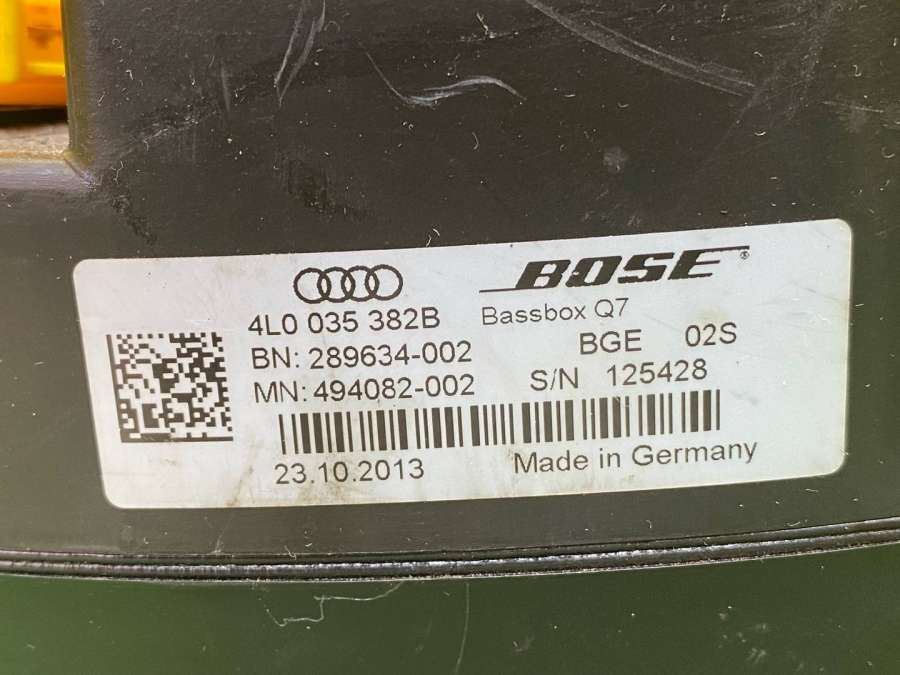 BOSE®
4L0 035 382B Bassbox Q7
BN: 289634-002 BGE 02S
MN: 494082-002 S/N 125428
23.10.2013 Made in Germany